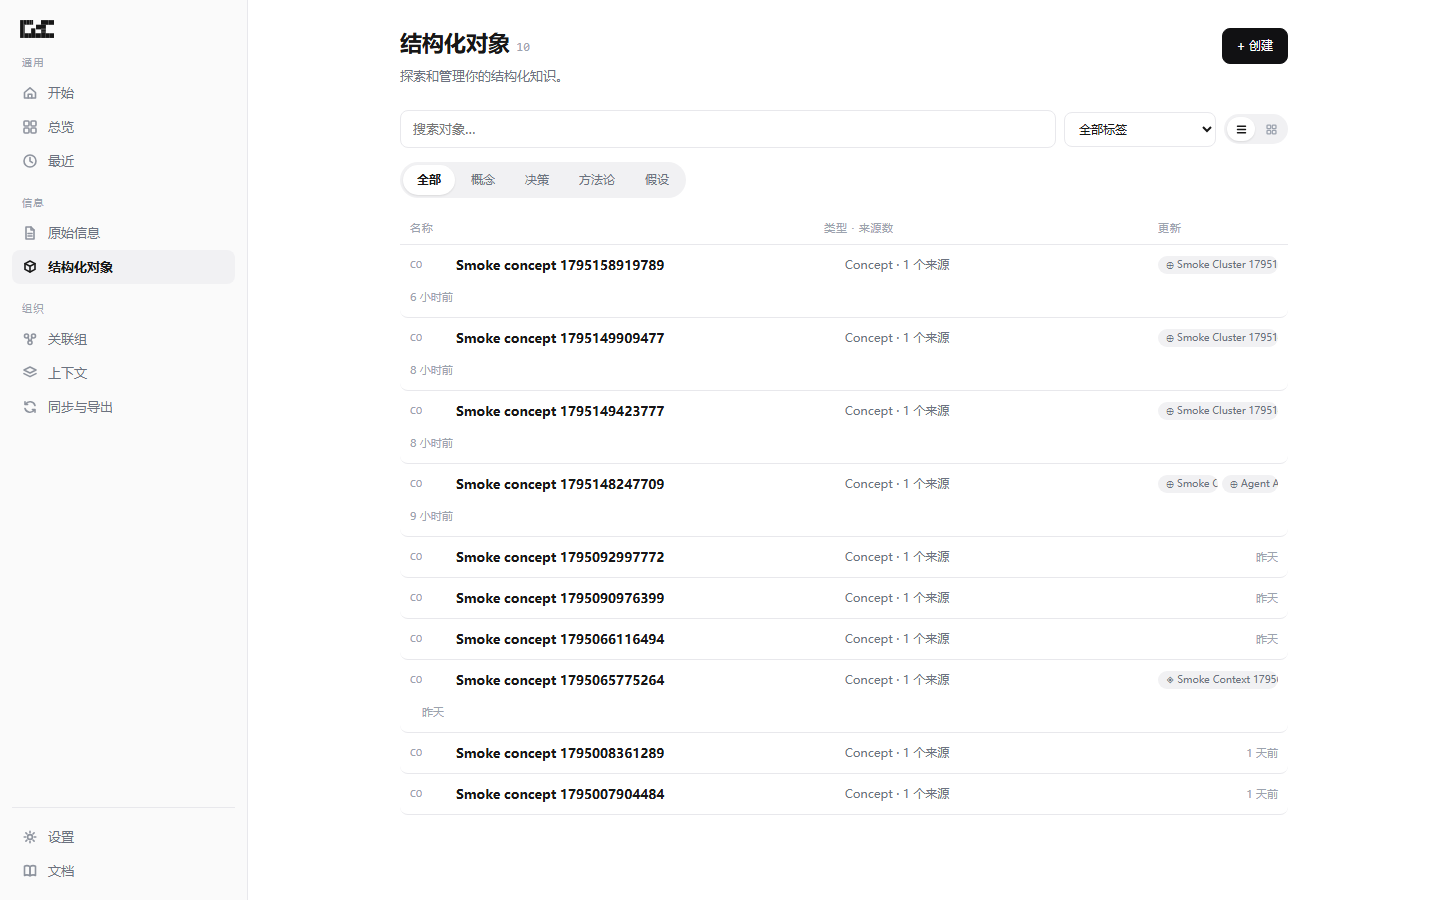 G2C
通用
开始
总览
最近
信息
原始信息
结构化对象
组织
关联组
上下文
同步与导出
设置
文档
结构化对象 10
+ 创建
探索和管理你的结构化知识。
搜索对象...
全部标签
全部 概念 决策 方法论 假设
名称 类型 · 来源数 更新
CO Smoke concept 1795158919789 Concept · 1 个来源 Smoke Cluster 17951
6 小时前
CO Smoke concept 1795149909477 Concept · 1 个来源 Smoke Cluster 17951
8 小时前
CO Smoke concept 1795149423777 Concept · 1 个来源 Smoke Cluster 17951
8 小时前
CO Smoke concept 1795148247709 Concept · 1 个来源 Smoke C Agent A
9 小时前
CO Smoke concept 1795092997772 Concept · 1 个来源 昨天
CO Smoke concept 1795090976399 Concept · 1 个来源 昨天
CO Smoke concept 1795066116494 Concept · 1 个来源 昨天
CO Smoke concept 1795065775264 Concept · 1 个来源 Smoke Context 1795
昨天
CO Smoke concept 1795008361289 Concept · 1 个来源 1 天前
CO Smoke concept 1795007904484 Concept · 1 个来源 1 天前